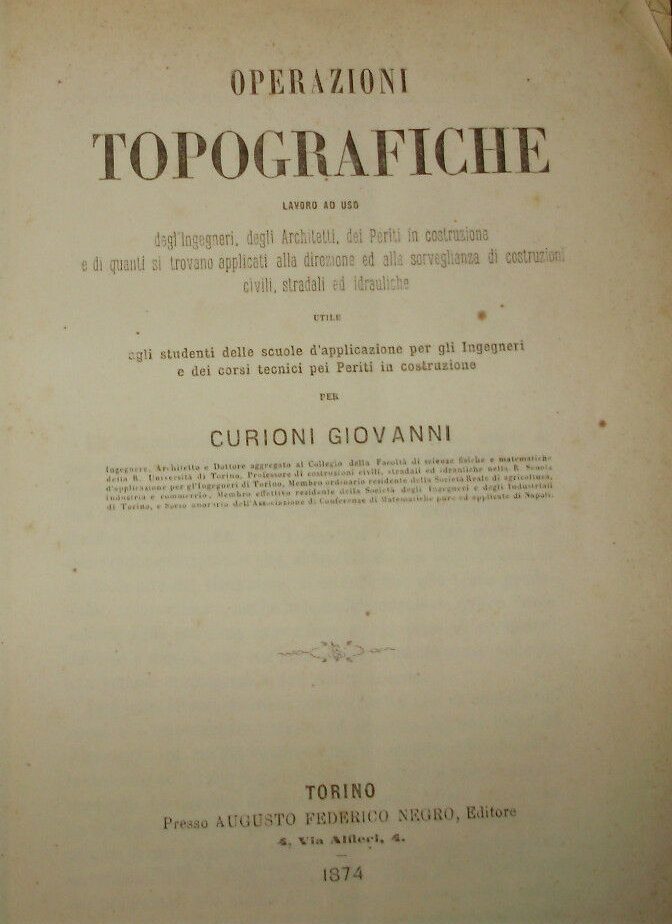 OPERAZIONI
TOPOGRAFICHE
LAVORO AD USO
degl'Ingegneri, degli Architetti, dei Periti in costruzione
e di quanti si trovano applicati alla direzione ed alla sorveglianza di costruzioni
civili, stradali ed idrauliche
UTILE
agli studenti delle scuole d'applicazione per gli Ingegneri
e dei corsi tecnici pei Periti in costruzione
PER
CURIONI GIOVANNI
Ingegnere, Architetto e Dottore aggregato al Collegio della Facoltà di scienze fisiche e matematiche
della R. Università di Torino, Professore di costruzioni civili, stradali ed idrauliche nella R. Scuola
d'applicazione per gl'Ingegneri di Torino, Membro ordinario residente della Società Reale di agricoltura,
industria e commercio, Membro effettivo residente della Società degli Ingegneri e degli Industriali
di Torino, e Socio onorario dell'Associazione di Conferenze di Matematiche pure ed applicate di Napoli.
TORINO
Presso AUGUSTO FEDERICO NEGRO, Editore
4, Via Alfieri, 4.
1874